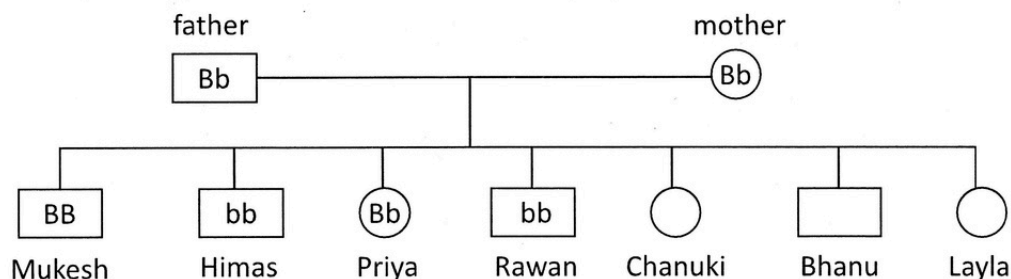 father mother
Bb Bb
BB bb Bb bb
Mukesh Himas Priya Rawan Chanuki Bhanu Layla